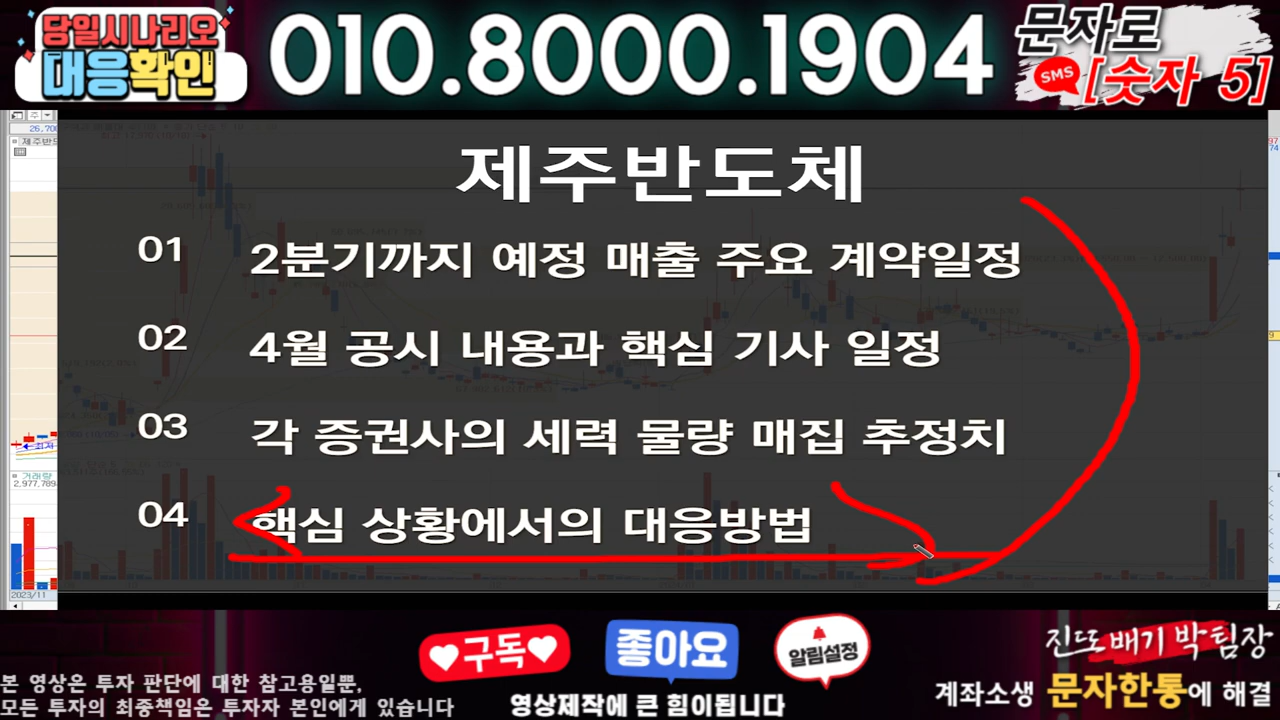 당일시나리오
대응확인
010.8000.1904
문자로
SMS
[숫자 5]
제주반도체
01 2분기까지 예정 매출 주요 계약일정
02 4월 공시 내용과 핵심 기사 일정
03 각 증권사의 세력 물량 매집 추정치
04 핵심 상황에서의 대응방법
거래량
2023/11
구독
좋아요
알림설정
영상제작에 큰 힘이됩니다
본 영상은 투자 판단에 대한 참고용일뿐,
모든 투자의 최종책임은 투자자 본인에게 있습니다
진또배기 박팀장
계좌소생 문자한통에 해결